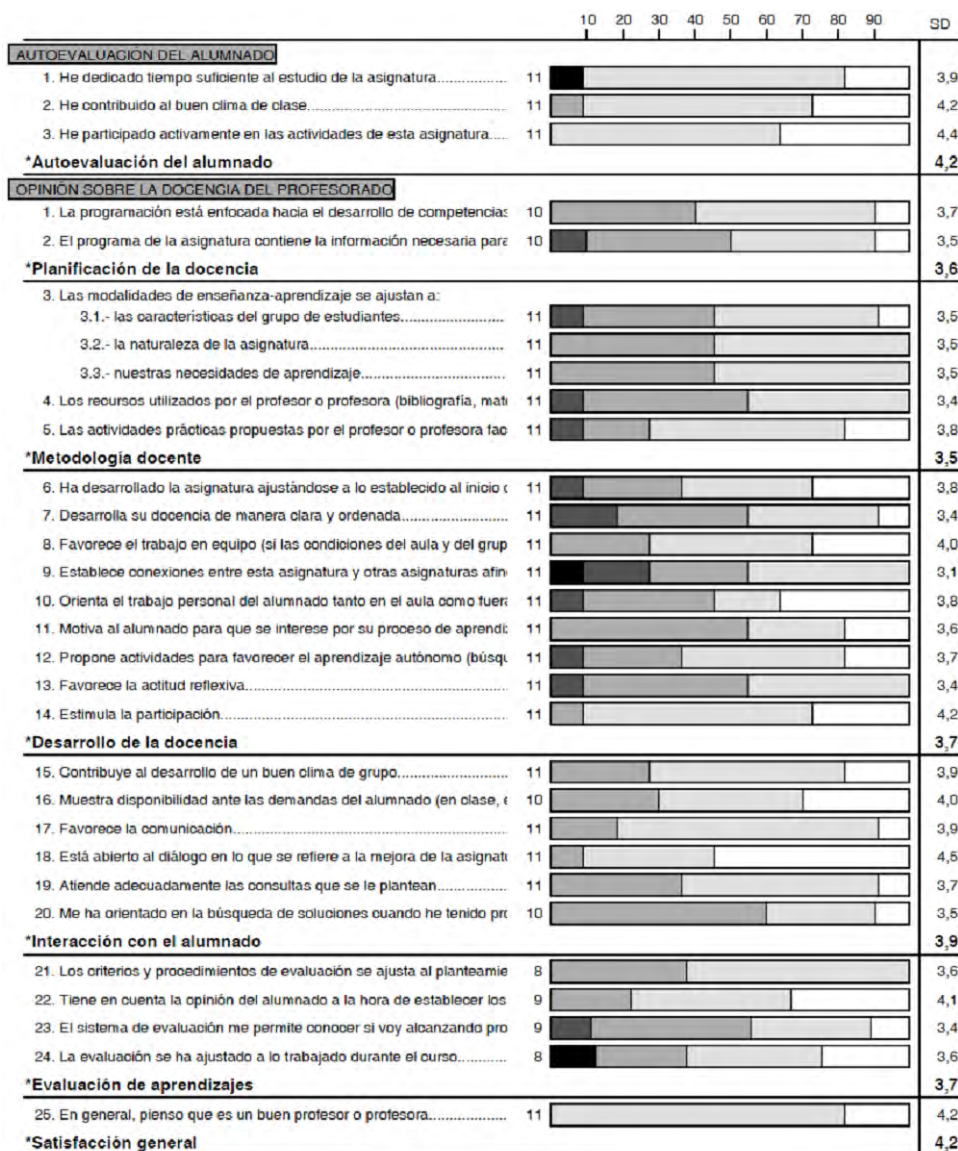 10 20 30 40 50 60 70 80 90 SD
AUTOEVALUACIÓN DEL ALUMNADO
1. He dedicado tiempo suficiente al estudio de la asignatura................... 11 3,9
2. He contribuido al buen clima de clase................................................ 11 4,2
3. He participado activamente en las actividades de esta asignatura..... 11 4,4
*Autoevaluación del alumnado 4,2
OPINIÓN SOBRE LA DOCENCIA DEL PROFESORADO
1. La programación está enfocada hacia el desarrollo de competencias 10 3,7
2. El programa de la asignatura contiene la información necesaria para 10 3,5
*Planificación de la docencia 3,6
3. Las modalidades de enseñanza-aprendizaje se ajustan a:
3.1.- las características del grupo de estudiantes......................... 11 3,5
3.2.- la naturaleza de la asignatura................................................ 11 3,5
3.3.- nuestras necesidades de aprendizaje................................... 11 3,5
4. Los recursos utilizados por el profesor o profesora (bibliografía, mate 11 3,4
5. Las actividades prácticas propuestas por el profesor o profesora fac 11 3,8
*Metodología docente 3,5
6. Ha desarrollado la asignatura ajustándose a lo establecido al inicio d 11 3,8
7. Desarrolla su docencia de manera clara y ordenada.......................... 11 3,4
8. Favorece el trabajo en equipo (si las condiciones del aula y del grup 11 4,0
9. Establece conexiones entre esta asignatura y otras asignaturas afine 11 3,1
10. Orienta el trabajo personal del alumnado tanto en el aula como fuera 11 3,8
11. Motiva al alumnado para que se interese por su proceso de aprendiz 11 3,6
12. Propone actividades para favorecer el aprendizaje autónomo (búsqu 11 3,7
13. Favorece la actitud reflexiva................................................................ 11 3,4
14. Estimula la participación...................................................................... 11 4,2
*Desarrollo de la docencia 3,7
15. Contribuye al desarrollo de un buen clima de grupo........................... 11 3,9
16. Muestra disponibilidad ante las demandas del alumnado (en clase, e 10 4,0
17. Favorece la comunicación................................................................... 11 3,9
18. Está abierto al diálogo en lo que se refiere a la mejora de la asignatu 11 4,5
19. Atiende adecuadamente las consultas que se le plantean................. 11 3,7
20. Me ha orientado en la búsqueda de soluciones cuando he tenido pro 10 3,5
*Interacción con el alumnado 3,9
21. Los criterios y procedimientos de evaluación se ajusta al planteamie 8 3,6
22. Tiene en cuenta la opinión del alumnado a la hora de establecer los 9 4,1
23. El sistema de evaluación me permite conocer si voy alcanzando pro 9 3,4
24. La evaluación se ha ajustado a lo trabajado durante el curso............. 8 3,6
*Evaluación de aprendizajes 3,7
25. En general, pienso que es un buen profesor o profesora.................... 11 4,2
*Satisfacción general 4,2